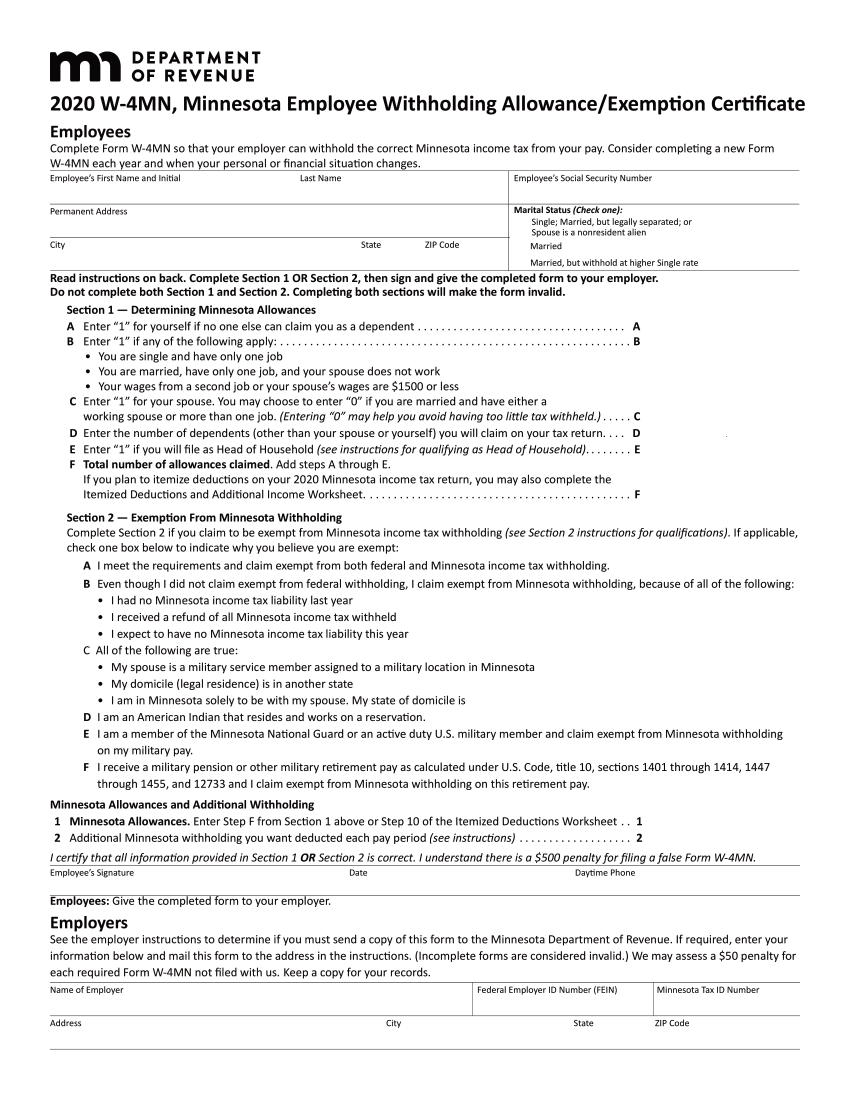 mn DEPARTMENT
OF REVENUE
2020 W-4MN, Minnesota Employee Withholding Allowance/Exemption Certificate
Employees
Complete Form W-4MN so that your employer can withhold the correct Minnesota income tax from your pay. Consider completing a new Form
W-4MN each year and when your personal or financial situation changes.
Employee's First Name and Initial Last Name Employee's Social Security Number
Permanent Address
Marital Status (Check one):
Single; Married, but legally separated; or
Spouse is a nonresident alien
City State ZIP Code
Married
Married, but withhold at higher Single rate
Read instructions on back. Complete Section 1 OR Section 2, then sign and give the completed form to your employer.
Do not complete both Section 1 and Section 2. Completing both sections will make the form invalid.
Section 1 — Determining Minnesota Allowances
A Enter "1" for yourself if no one else can claim you as a dependent . . . . . . . . . . . . . . . . . . . . . . . . . . . . . . . . . A
B Enter "1" if any of the following apply: . . . . . . . . . . . . . . . . . . . . . . . . . . . . . . . . . . . . . . . . . . . . . . . . . . . . . . . . B
• You are single and have only one job
• You are married, have only one job, and your spouse does not work
• Your wages from a second job or your spouse's wages are $1500 or less
C Enter "1" for your spouse. You may choose to enter "0" if you are married and have either a
working spouse or more than one job. (Entering "0" may help you avoid having too little tax withheld.) . . . . . C
D Enter the number of dependents (other than your spouse or yourself) you will claim on your tax return. . . . D
E Enter "1" if you will file as Head of Household (see instructions for qualifying as Head of Household). . . . . . . . E
F Total number of allowances claimed. Add steps A through E.
If you plan to itemize deductions on your 2020 Minnesota income tax return, you may also complete the
Itemized Deductions and Additional Income Worksheet. . . . . . . . . . . . . . . . . . . . . . . . . . . . . . . . . . . . . . . . . . F
Section 2 — Exemption From Minnesota Withholding
Complete Section 2 if you claim to be exempt from Minnesota income tax withholding (see Section 2 instructions for qualifications). If applicable,
check one box below to indicate why you believe you are exempt:
A I meet the requirements and claim exempt from both federal and Minnesota income tax withholding.
B Even though I did not claim exempt from federal withholding, I claim exempt from Minnesota withholding, because of all of the following:
• I had no Minnesota income tax liability last year
• I received a refund of all Minnesota income tax withheld
• I expect to have no Minnesota income tax liability this year
C All of the following are true:
• My spouse is a military service member assigned to a military location in Minnesota
• My domicile (legal residence) is in another state
• I am in Minnesota solely to be with my spouse. My state of domicile is
D I am an American Indian that resides and works on a reservation.
E I am a member of the Minnesota National Guard or an active duty U.S. military member and claim exempt from Minnesota withholding
on my military pay.
F I receive a military pension or other military retirement pay as calculated under U.S. Code, title 10, sections 1401 through 1414, 1447
through 1455, and 12733 and I claim exempt from Minnesota withholding on this retirement pay.
Minnesota Allowances and Additional Withholding
1 Minnesota Allowances. Enter Step F from Section 1 above or Step 10 of the Itemized Deductions Worksheet . . 1
2 Additional Minnesota withholding you want deducted each pay period (see instructions) . . . . . . . . . . . . . . . . . . . 2
I certify that all information provided in Section 1 OR Section 2 is correct. I understand there is a $500 penalty for filing a false Form W-4MN.
Employee's Signature Date Daytime Phone
Employees: Give the completed form to your employer.
Employers
See the employer instructions to determine if you must send a copy of this form to the Minnesota Department of Revenue. If required, enter your
information below and mail this form to the address in the instructions. (Incomplete forms are considered invalid.) We may assess a $50 penalty for
each required Form W-4MN not filed with us. Keep a copy for your records.
Name of Employer Federal Employer ID Number (FEIN) Minnesota Tax ID Number
Address City State ZIP Code